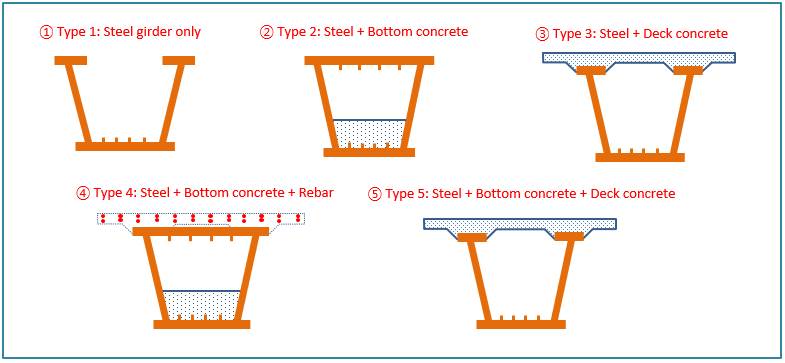 ① Type 1: Steel girder only
② Type 2: Steel + Bottom concrete
③ Type 3: Steel + Deck concrete
④ Type 4: Steel + Bottom concrete + Rebar
⑤ Type 5: Steel + Bottom concrete + Deck concrete